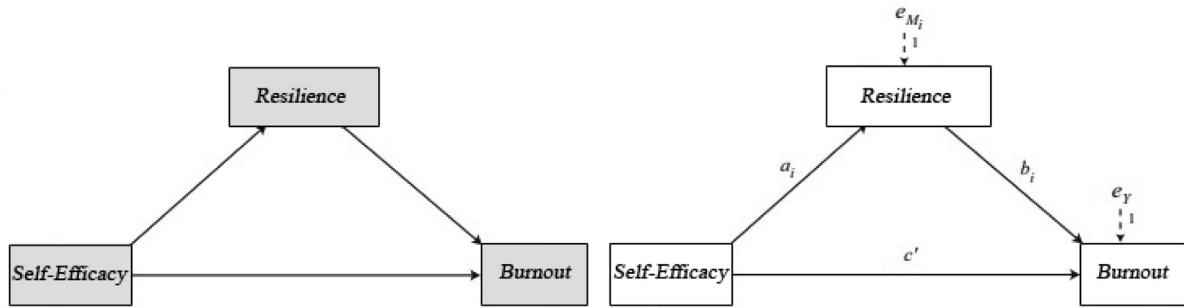 Resilience
Self-Efficacy
Burnout
e_{M_i}
1
Resilience
a_i
b_i
e_Y
1
Self-Efficacy
c'
Burnout